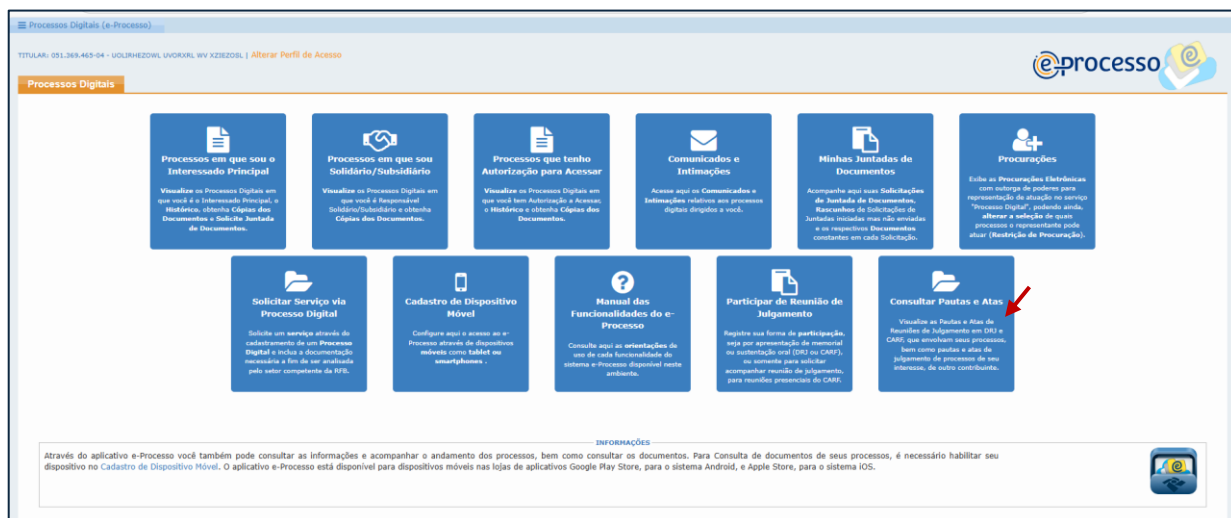 ☰ Processos Digitais (e-Processo)
TITULAR: 051.369.465-04 - UOLIRHEZOWL UVORXRL WV XZIEZOSL | Alterar Perfil de Acesso
e-processo
Processos Digitais
Processos em que sou o
Interessado Principal
Visualize os Processos Digitais em
que você é o Interessado Principal, o
Histórico, obtenha Cópias dos
Documentos e Solicite Juntada
de Documentos.
Processos em que sou
Solidário/Subsidiário
Visualize os Processos Digitais em
que você é Responsável
Solidário/Subsidiário e obtenha
Cópias dos Documentos.
Processos que tenho
Autorização para Acessar
Visualize os Processos Digitais em
que você tem Autorização a Acessar,
o Histórico e obtenha Cópias dos
Documentos.
Comunicados e
Intimações
Acesse aqui os Comunicados e
Intimações relativos aos processos
digitais dirigidos a você.
Minhas Juntadas de
Documentos
Acompanhe aqui suas Solicitações
de Juntada de Documentos,
Rascunhos de Solicitações de
Juntadas iniciadas mas não enviadas
e os respectivos Documentos
constantes em cada Solicitação.
Procurações
Exibe as Procurações Eletrônicas
com outorga de poderes para
representação de atuação no serviço
"Processo Digital", podendo ainda,
alterar a seleção de quais
processos o representante pode
atuar (Restrição de Procuração).
Solicitar Serviço via
Processo Digital
Solicite um serviço através do
cadastramento de um Processo
Digital e inclua a documentação
necessária a fim de ser analisada
pelo setor competente da RFB.
Cadastro de Dispositivo
Móvel
Configure aqui o acesso ao e-
Processo através de dispositivos
móveis como tablet ou
smartphones .
Manual das
Funcionalidades do e-
Processo
Consulte aqui as orientações de
uso de cada funcionalidade do
sistema e-Processo disponível neste
ambiente.
Participar de Reunião de
Julgamento
Registre sua forma de participação,
seja por apresentação de memorial
ou sustentação oral (DRJ ou CARF),
ou somente para solicitar
acompanhar reunião de julgamento,
para reuniões presenciais do CARF.
Consultar Pautas e Atas
Visualize as Pautas e Atas de
Reuniões de Julgamento em DRJ e
CARF, que envolvam seus processos,
bem como pautas e atas de
julgamento de processos de seu
interesse, de outro contribuinte.
INFORMAÇÕES
Através do aplicativo e-Processo você também pode consultar as informações e acompanhar o andamento dos processos, bem como consultar os documentos. Para Consulta de documentos de seus processos, é necessário habilitar seu
dispositivo no Cadastro de Dispositivo Móvel. O aplicativo e-Processo está disponível para dispositivos móveis nas lojas de aplicativos Google Play Store, para o sistema Android, e Apple Store, para o sistema iOS.